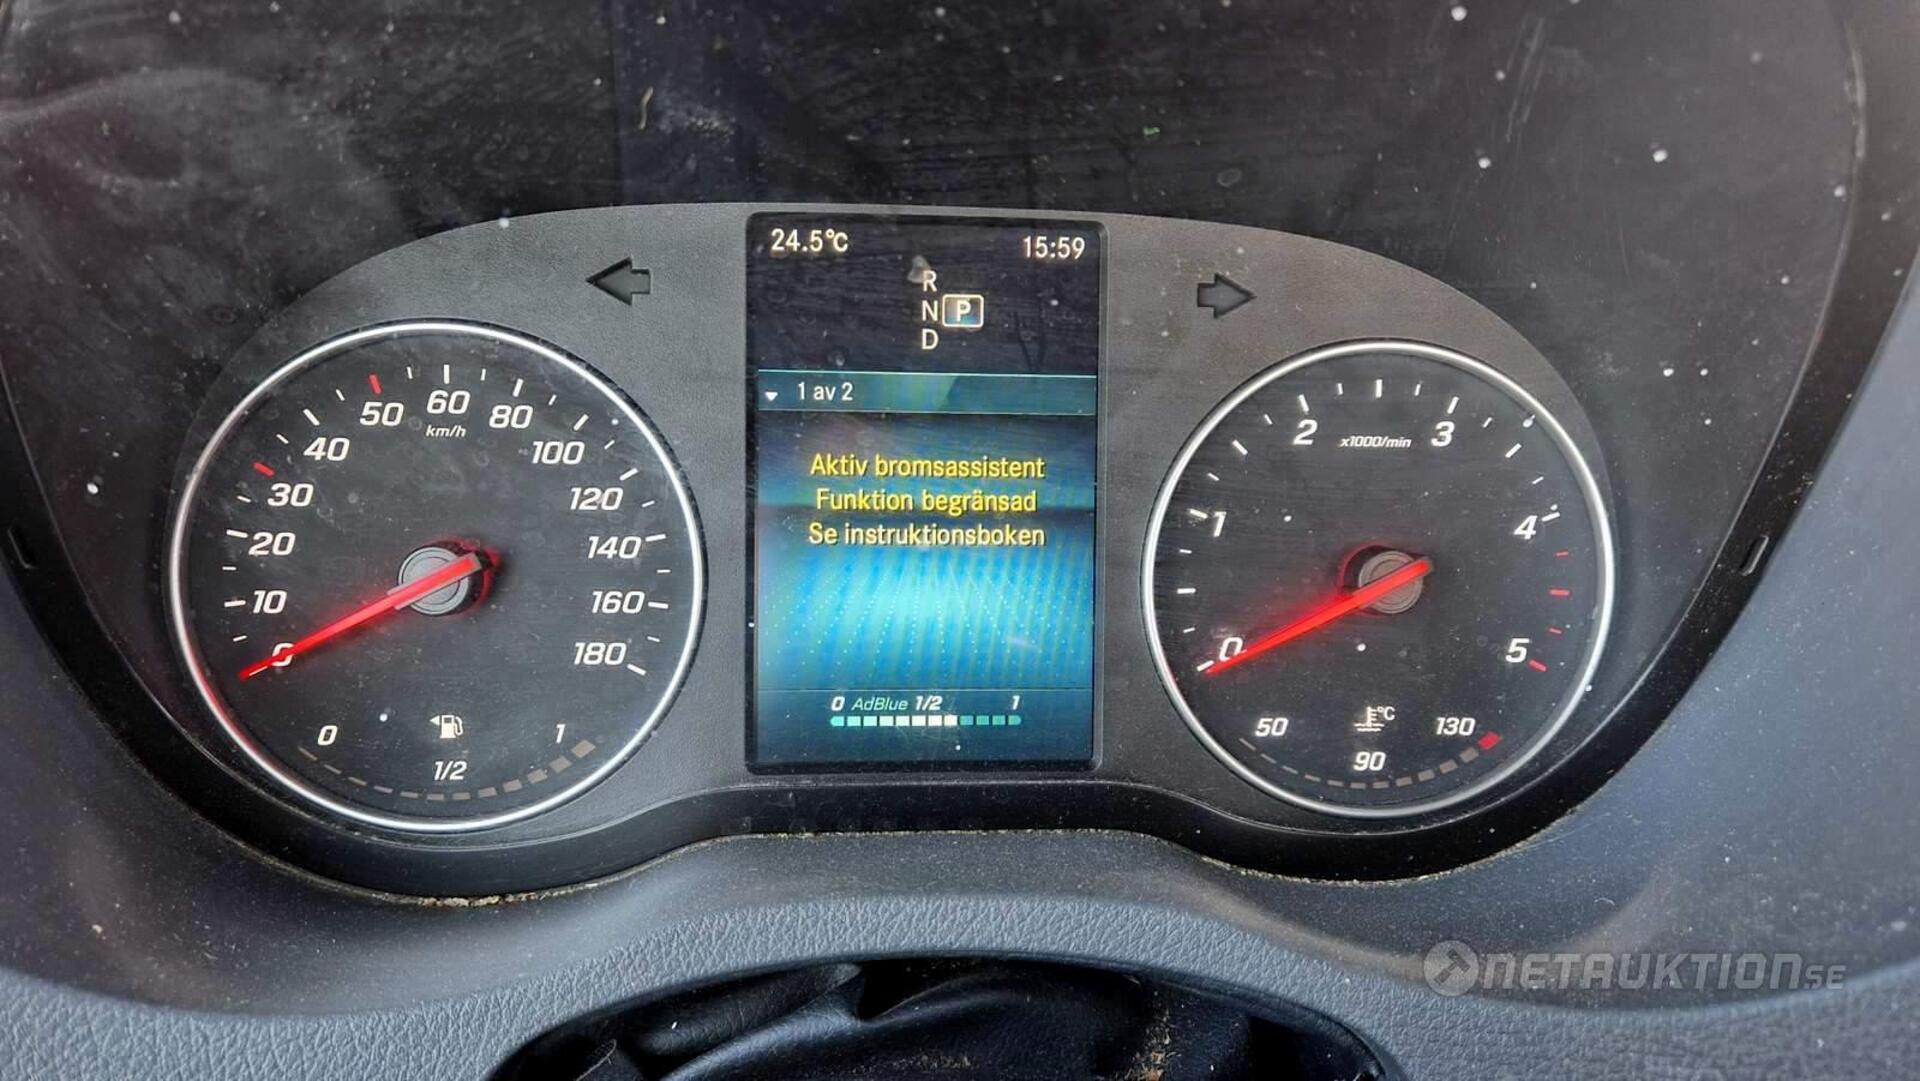 24.5°C 15:59
R
N P
D
1 av 2
Aktiv bromsassistent
Funktion begränsad
Se instruktionsboken
0 AdBlue 1/2 1
0 10 20 30 40 50 60 80 100 120 140 160 180
km/h
0 1/2 1
0 1 2 3 4 5
x1000/min
50 90 130
°C
NETAUKTION.SE